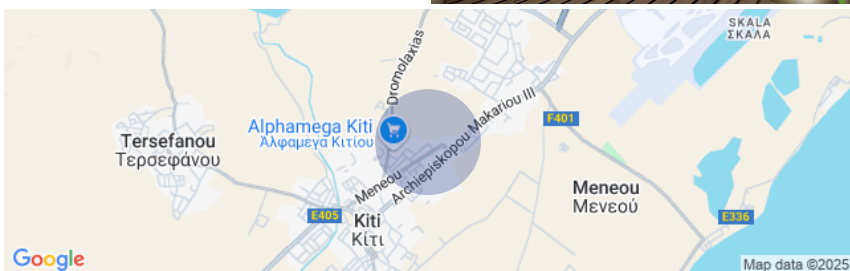 SKALA
ΣΚΑΛΑ
Dromolaxias
Alphamega Kiti
Άλφαμεγα Κιτίου
Archiepiskopou Makariou III
F401
Tersefanou
Τερσεφάνου
Meneou
Meneou
Μενεού
E405
Kiti
Κίτι
E336
Google
Map data ©2025